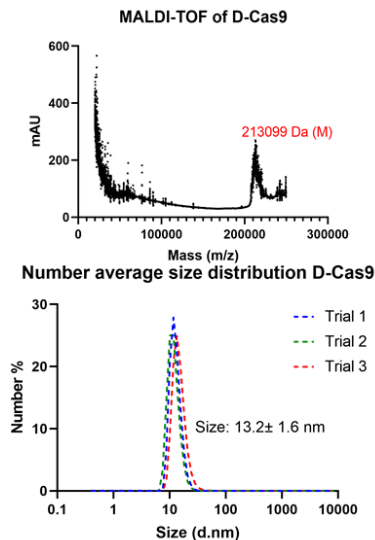 MALDI-TOF of D-Cas9
600
400
200
0
mAU
213099 Da (M)
0 100000 200000 300000
Mass (m/z)
Number average size distribution D-Cas9
30
20
10
0
Number %
Trial 1
Trial 2
Trial 3
Size: 13.2± 1.6 nm
0.1 1 10 100 1000 10000
Size (d.nm)